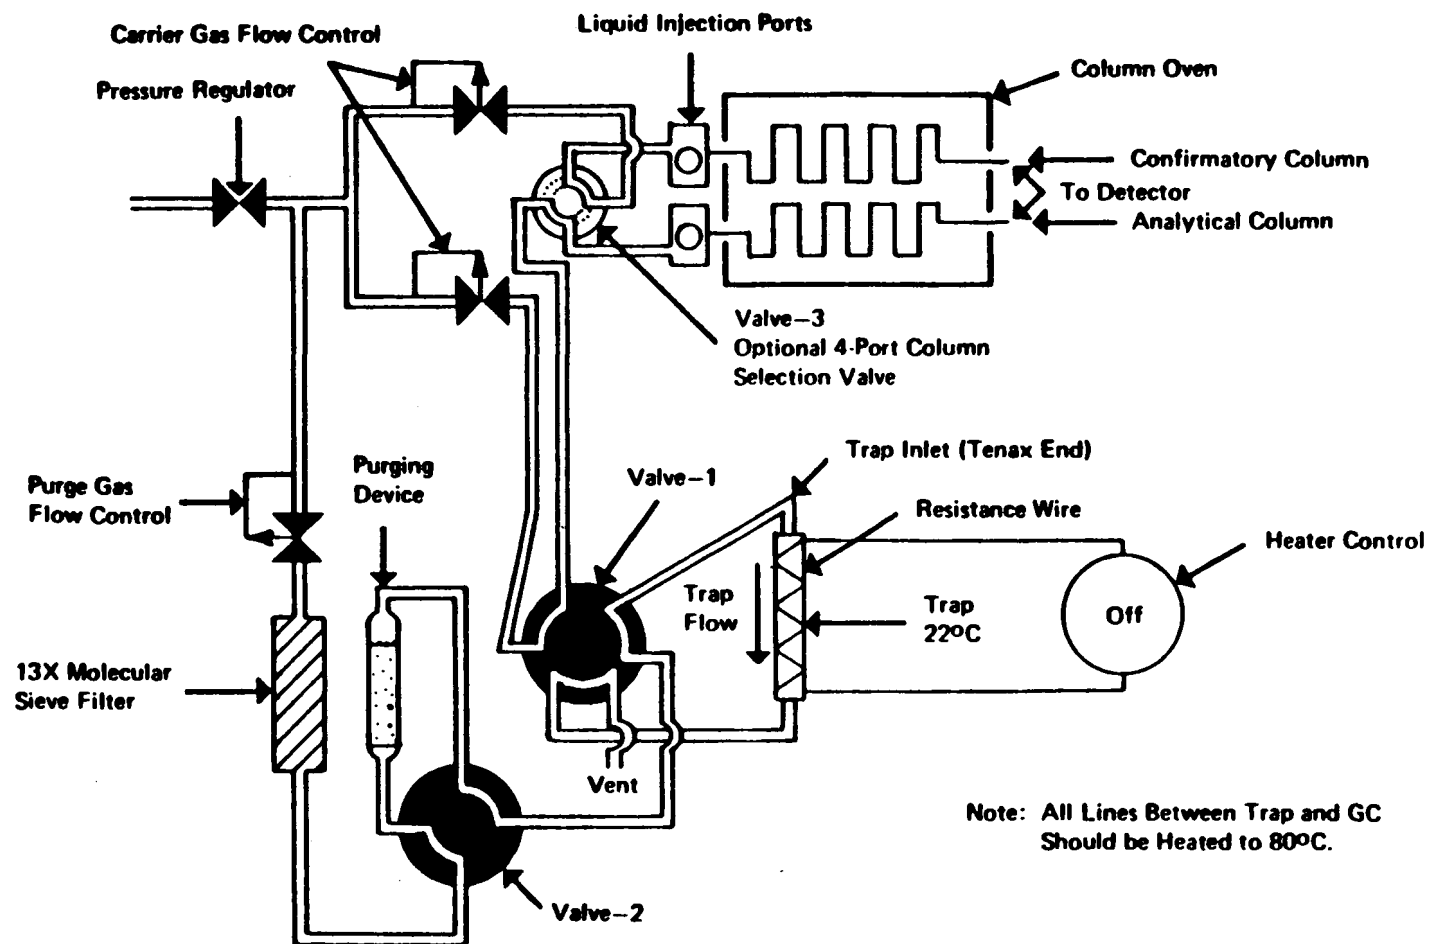 Liquid Injection Ports
Carrier Gas Flow Control
Column Oven
Pressure Regulator
Confirmatory Column
To Detector
Analytical Column
Valve–3
Optional 4-Port Column
Selection Valve
Trap Inlet (Tenax End)
Purging
Device
Valve–1
Purge Gas
Flow Control
Resistance Wire
Heater Control
Trap
Flow
Trap
22ºC
Off
13X Molecular
Sieve Filter
Vent
Note: All Lines Between Trap and GC
Should be Heated to 80ºC.
Valve–2